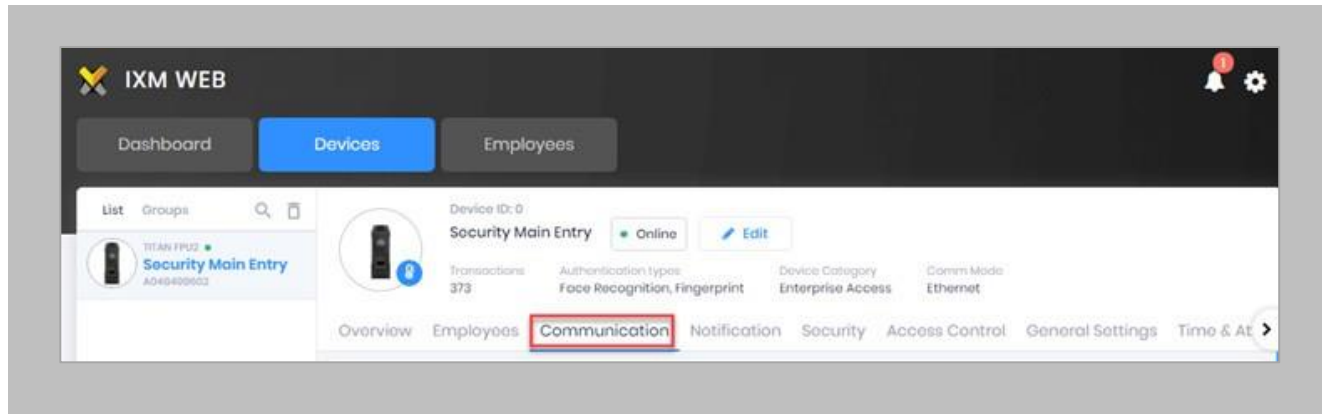 IXM WEB
1
Dashboard Devices Employees
List Groups
TITAN FPU2
Security Main Entry
Device ID: 0
Security Main Entry Online Edit
Transactions Authentication types Device Category Comm Mode
373 Face Recognition, Fingerprint Enterprise Access Ethernet
Overview Employees Communication Notification Security Access Control General Settings Time & At